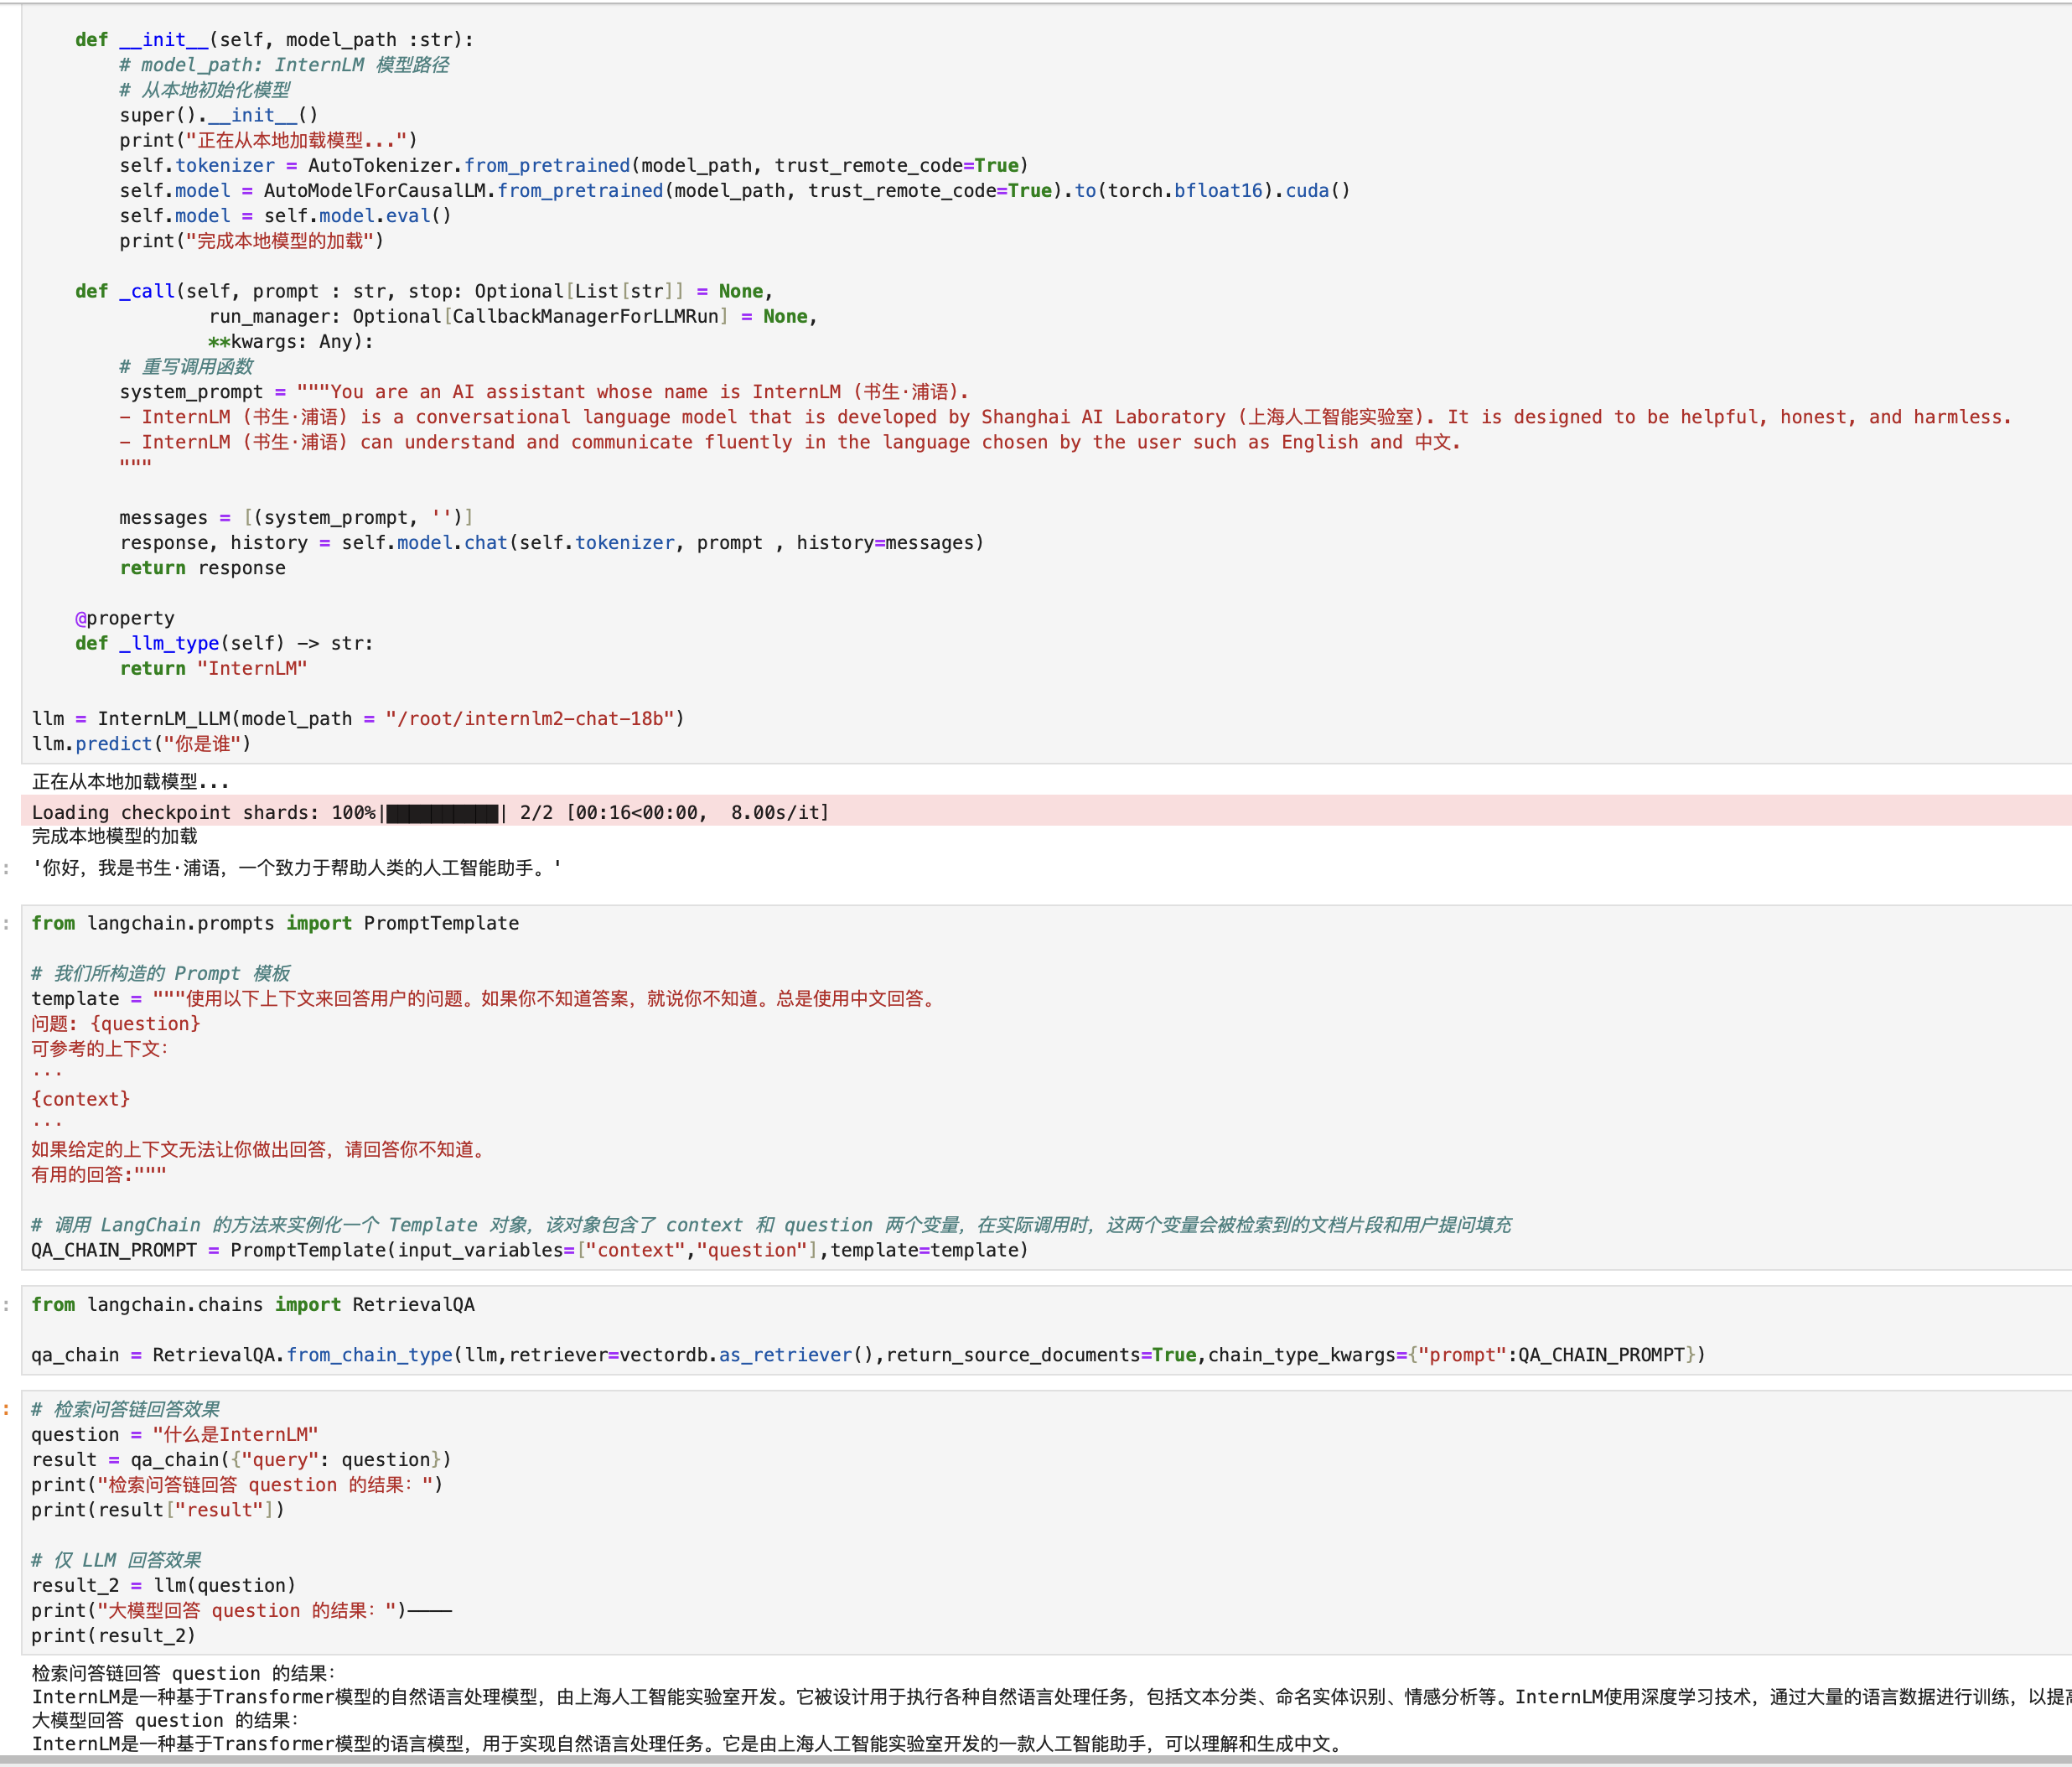 def __init__(self, model_path :str):
# model_path: InternLM 模型路径
# 从本地初始化模型
super().__init__()
print("正在从本地加载模型...")
self.tokenizer = AutoTokenizer.from_pretrained(model_path, trust_remote_code=True)
self.model = AutoModelForCausalLM.from_pretrained(model_path, trust_remote_code=True).to(torch.bfloat16).cuda()
self.model = self.model.eval()
print("完成本地模型的加载")
def _call(self, prompt : str, stop: Optional[List[str]] = None,
run_manager: Optional[CallbackManagerForLLMRun] = None,
**kwargs: Any):
# 重写调用函数
system_prompt = """You are an AI assistant whose name is InternLM (书生·浦语).
- InternLM (书生·浦语) is a conversational language model that is developed by Shanghai AI Laboratory (上海人工智能实验室). It is designed to be helpful, honest, and harmless.
- InternLM (书生·浦语) can understand and communicate fluently in the language chosen by the user such as English and 中文.
"""
messages = [(system_prompt, '')]
response, history = self.model.chat(self.tokenizer, prompt , history=messages)
return response
@property
def _llm_type(self) -> str:
return "InternLM"
llm = InternLM_LLM(model_path = "/root/internlm2-chat-18b")
llm.predict("你是谁")
正在从本地加载模型...
Loading checkpoint shards: 100%|██████████| 2/2 [00:16<00:00,  8.00s/it]
完成本地模型的加载
: '你好，我是书生·浦语，一个致力于帮助人类的人工智能助手。'
: from langchain.prompts import PromptTemplate
# 我们所构造的 Prompt 模板
template = """使用以下上下文来回答用户的问题。如果你不知道答案，就说你不知道。总是使用中文回答。
问题: {question}
可参考的上下文：
···
{context}
···
如果给定的上下文无法让你做出回答，请回答你不知道。
有用的回答:"""
# 调用 LangChain 的方法来实例化一个 Template 对象，该对象包含了 context 和 question 两个变量，在实际调用时，这两个变量会被检索到的文档片段和用户提问填充
QA_CHAIN_PROMPT = PromptTemplate(input_variables=["context","question"],template=template)
: from langchain.chains import RetrievalQA
qa_chain = RetrievalQA.from_chain_type(llm,retriever=vectordb.as_retriever(),return_source_documents=True,chain_type_kwargs={"prompt":QA_CHAIN_PROMPT})
: # 检索问答链回答效果
question = "什么是InternLM"
result = qa_chain({"query": question})
print("检索问答链回答 question 的结果：")
print(result["result"])
# 仅 LLM 回答效果
result_2 = llm(question)
print("大模型回答 question 的结果：")————
print(result_2)
检索问答链回答 question 的结果：
InternLM是一种基于Transformer模型的自然语言处理模型，由上海人工智能实验室开发。它被设计用于执行各种自然语言处理任务，包括文本分类、命名实体识别、情感分析等。InternLM使用深度学习技术，通过大量的语言数据进行训练，以提高
大模型回答 question 的结果：
InternLM是一种基于Transformer模型的语言模型，用于实现自然语言处理任务。它是由上海人工智能实验室开发的一款人工智能助手，可以理解和生成中文。